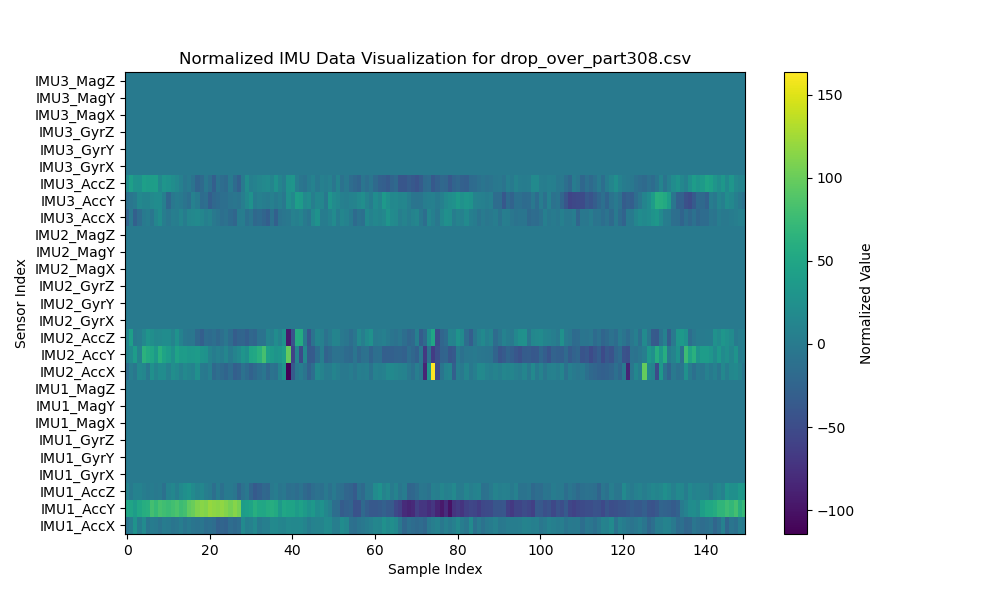 Normalized IMU Data Visualization for drop_over_part308.csv
IMU3_MagZ
IMU3_MagY
IMU3_MagX
IMU3_GyrZ
IMU3_GyrY
IMU3_GyrX
IMU3_AccZ
IMU3_AccY
IMU3_AccX
IMU2_MagZ
IMU2_MagY
IMU2_MagX
IMU2_GyrZ
IMU2_GyrY
IMU2_GyrX
IMU2_AccZ
IMU2_AccY
IMU2_AccX
IMU1_MagZ
IMU1_MagY
IMU1_MagX
IMU1_GyrZ
IMU1_GyrY
IMU1_GyrX
IMU1_AccZ
IMU1_AccY
IMU1_AccX
Sensor Index
0 20 40 60 80 100 120 140
Sample Index
150
100
50
0
−50
−100
Normalized Value